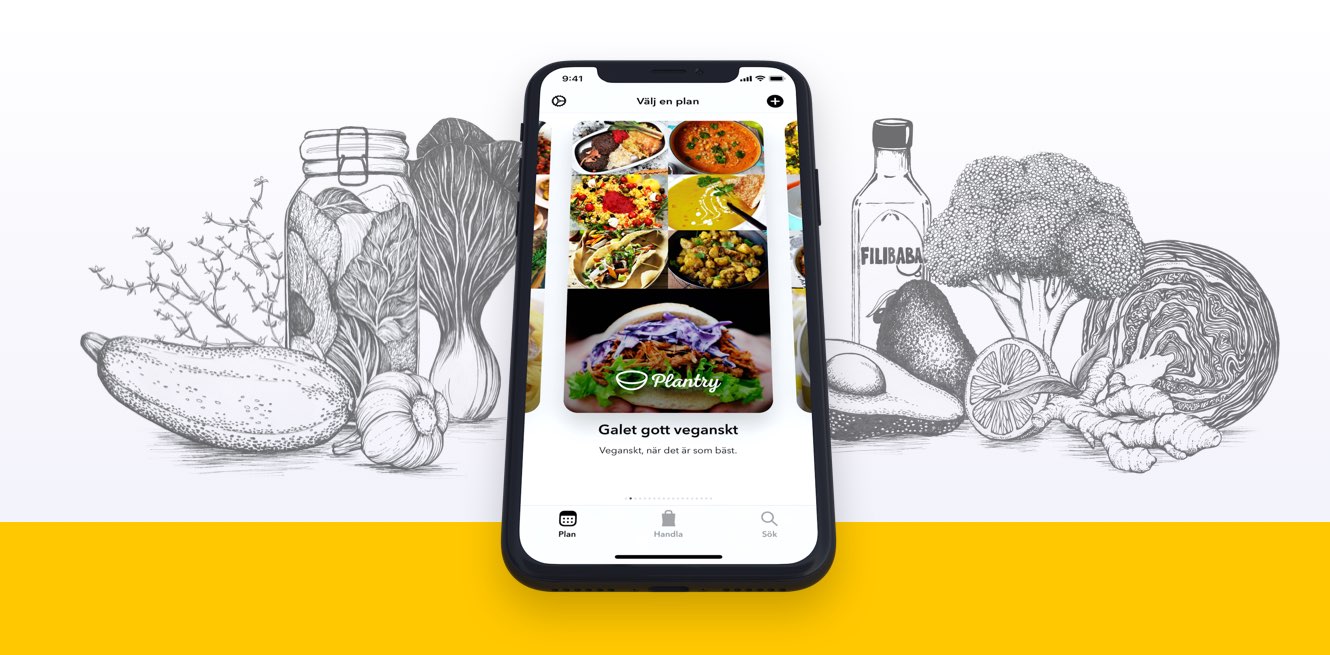 9:41
Välj en plan
FILIBABA
Plantry
Galet gott veganskt
Veganskt, när det är som bäst.
Plan
Handla
Sök